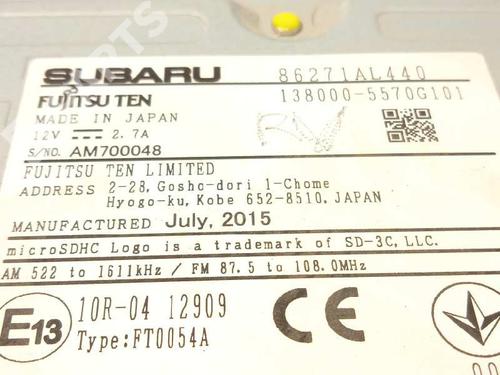 SUBARU 86271AL440
FUJITSU TEN 138000-5570G101
MADE IN JAPAN
12V 2.7A
S/NO. AM700048
FUJITSU TEN LIMITED
ADDRESS 2-28, Gosho-dori 1-Chome
Hyogo-ku, Kobe 652-8510, JAPAN
MANUFACTURED July, 2015
microSDHC Logo is a trademark of SD-3C, LLC.
AM 522 to 1611kHz / FM 87.5 to 108.0MHz
E13 10R-04 12909
Type:FT0054A